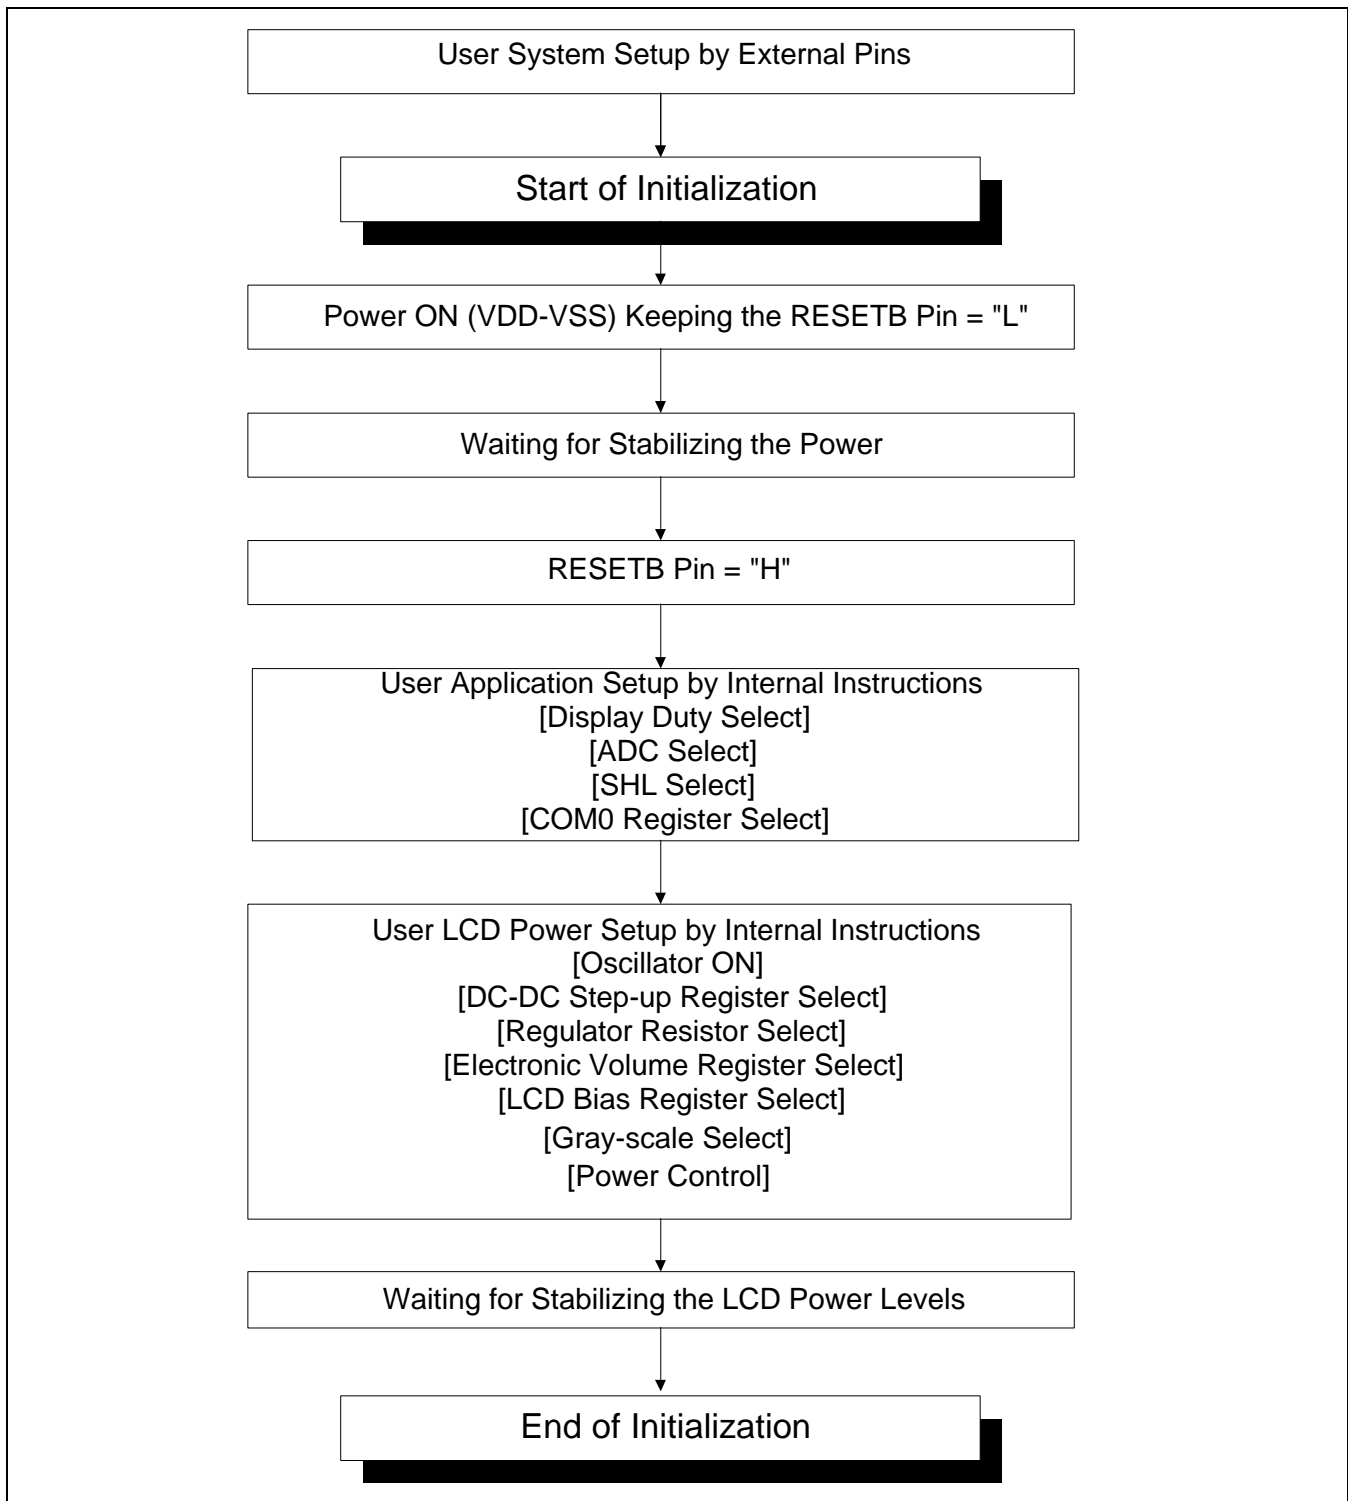 User System Setup by External Pins
Start of Initialization
Power ON (VDD-VSS) Keeping the RESETB Pin = "L"
Waiting for Stabilizing the Power
RESETB Pin = "H"
User Application Setup by Internal Instructions
[Display Duty Select]
[ADC Select]
[SHL Select]
[COM0 Register Select]
User LCD Power Setup by Internal Instructions
[Oscillator ON]
[DC-DC Step-up Register Select]
[Regulator Resistor Select]
[Electronic Volume Register Select]
[LCD Bias Register Select]
[Gray-scale Select]
[Power Control]
Waiting for Stabilizing the LCD Power Levels
End of Initialization